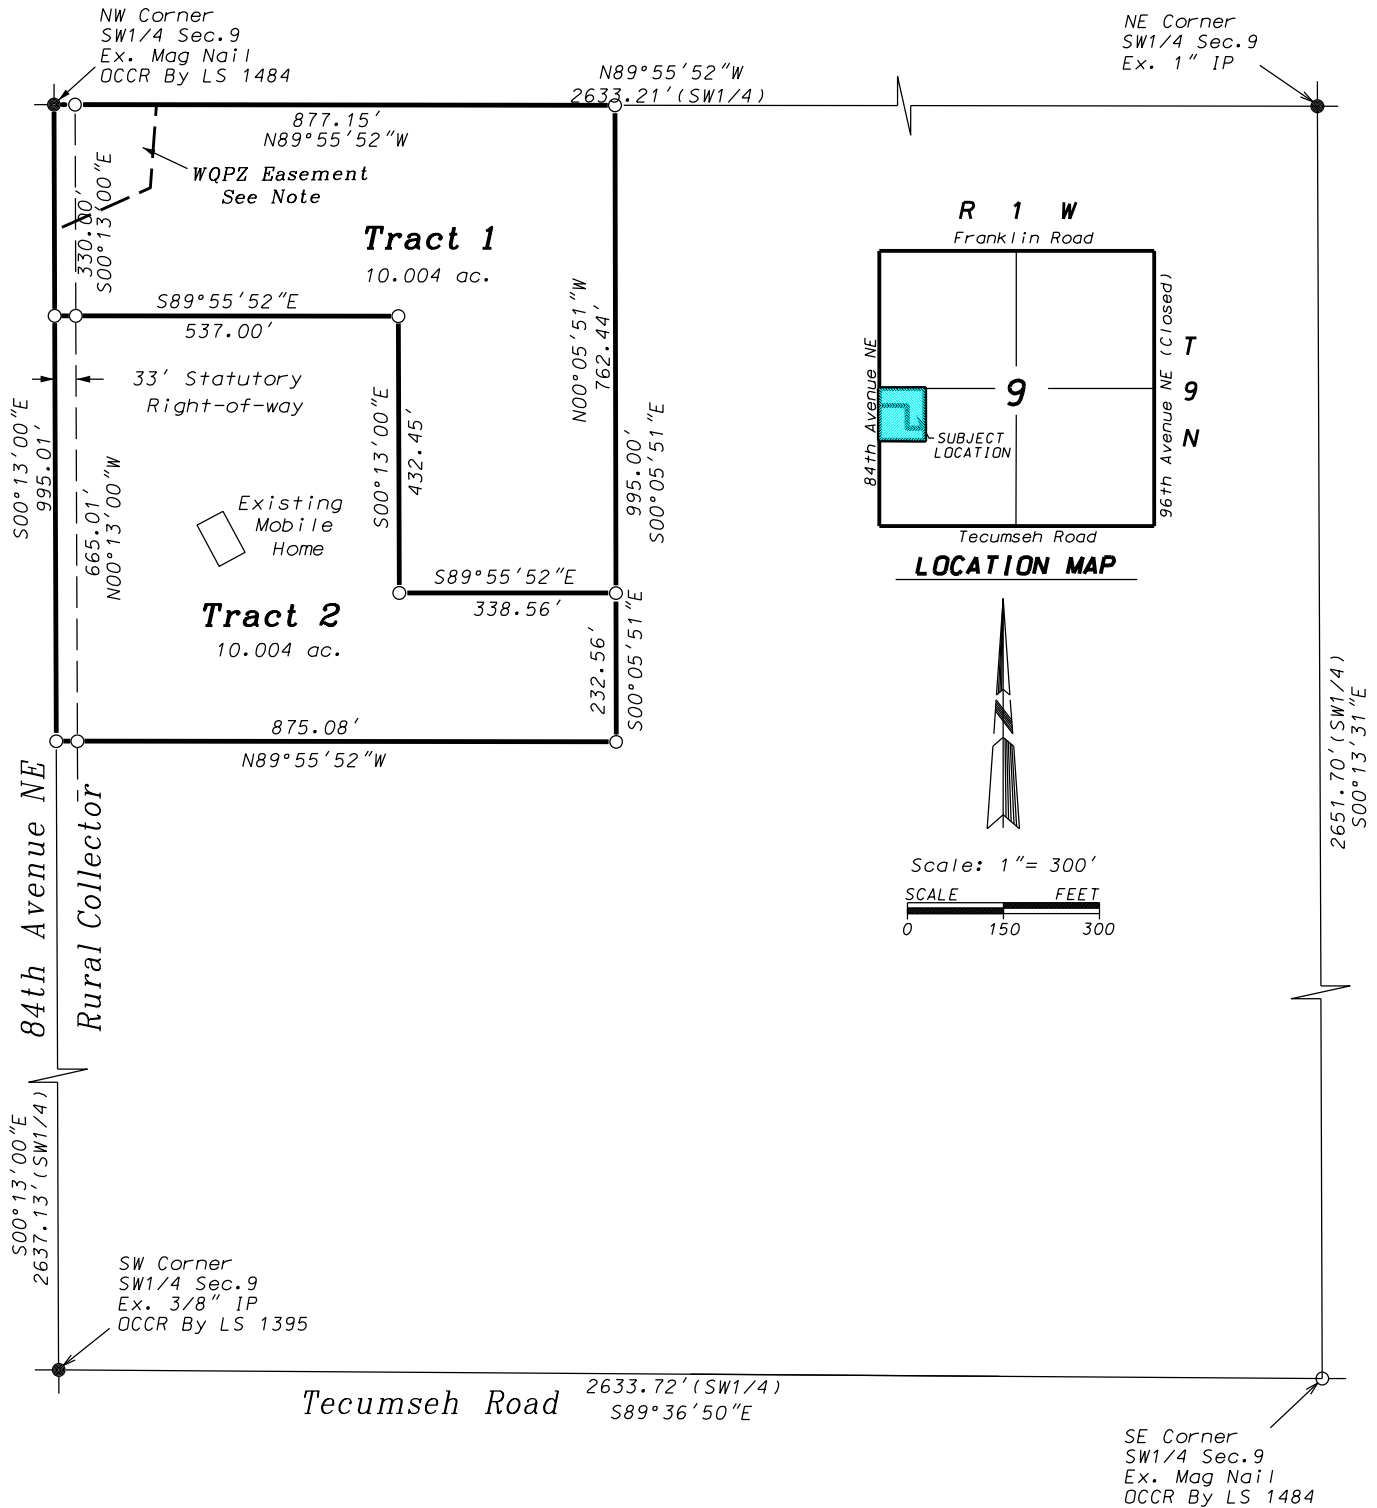 NW Corner
SW1/4 Sec.9
Ex. Mag Nail
OCCR By LS 1484
NE Corner
SW1/4 Sec.9
Ex. 1" IP
N89°55'52"W
2633.21'(SW1/4)
877.15'
N89°55'52"W
WQPZ Easement
See Note
330.00'
S00°13'00"E
Tract 1
10.004 ac.
S89°55'52"E
537.00'
33' Statutory
Right-of-way
N00°05'51"W
762.44'
S00°13'00"E
995.01'
665.01'
N00°13'00"W
S00°13'00"E
432.45'
995.00'
S00°05'51"E
Existing
Mobile
Home
S89°55'52"E
338.56'
Tract 2
10.004 ac.
232.56'
S00°05'51"E
875.08'
N89°55'52"W
R 1 W
Franklin Road
84th Avenue NE
96th Avenue NE (Closed)
T
9
N
9
SUBJECT
LOCATION
Tecumseh Road
LOCATION MAP
N
Scale: 1"= 300'
SCALE FEET
0 150 300
2651.70'(SW1/4)
S00°13'31"E
84th Avenue NE
Rural Collector
S00°13'00"E
2637.13'(SW1/4)
SW Corner
SW1/4 Sec.9
Ex. 3/8" IP
OCCR By LS 1395
Tecumseh Road
2633.72'(SW1/4)
S89°36'50"E
SE Corner
SW1/4 Sec.9
Ex. Mag Nail
OCCR By LS 1484